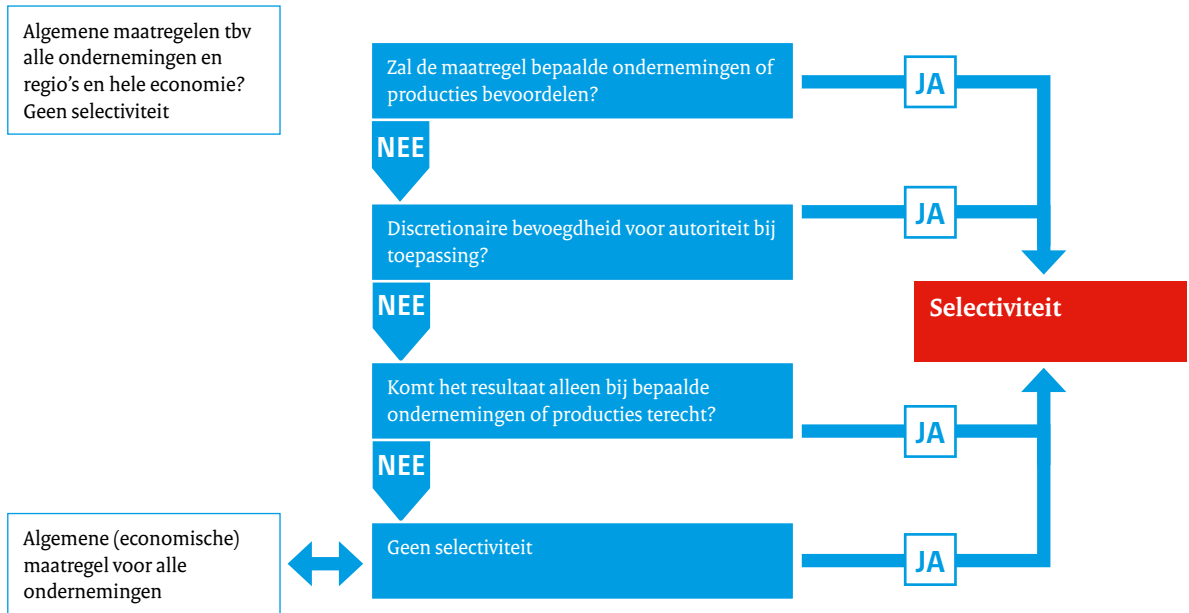 Algemene maatregelen tbv
alle ondernemingen en
regio's en hele economie?
Geen selectiviteit
Zal de maatregel bepaalde ondernemingen of
producties bevoordelen?
JA
NEE
Discretionaire bevoegdheid voor autoriteit bij
toepassing?
JA
NEE
Selectiviteit
Komt het resultaat alleen bij bepaalde
ondernemingen of producties terecht?
JA
NEE
Algemene (economische)
maatregel voor alle
ondernemingen
Geen selectiviteit
JA